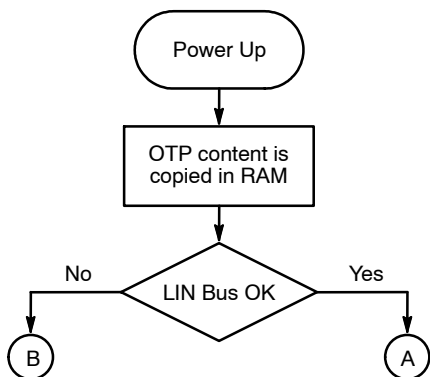 Power Up
OTP content is
copied in RAM
No
LIN Bus OK
Yes
B
A